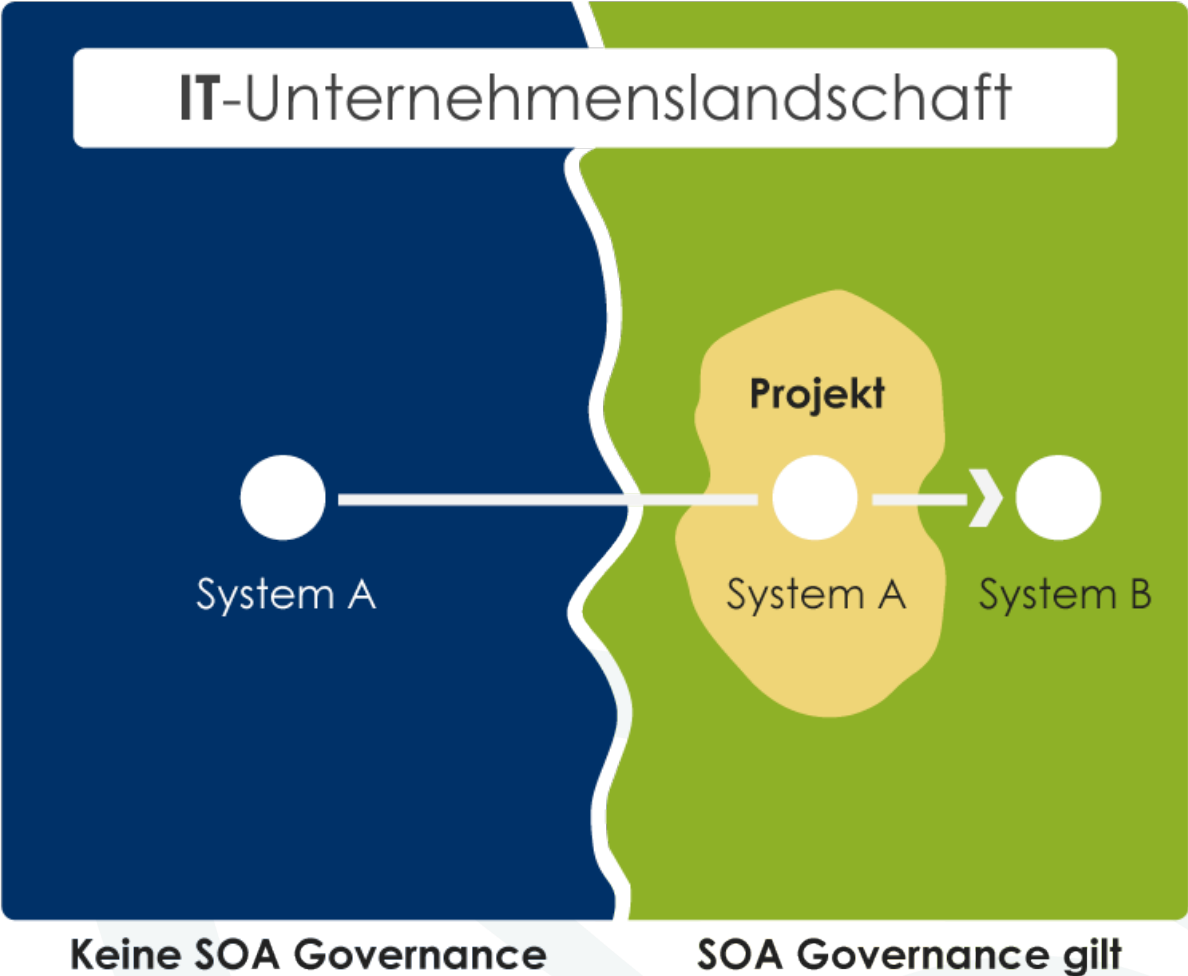 IT-Unternehmenslandschaft
Projekt
System A
System A
System B
Keine SOA Governance
SOA Governance gilt